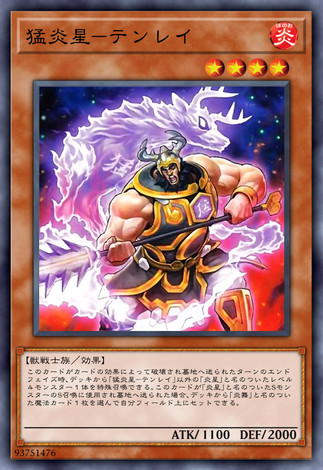 猛炎星-テンレイ
ほのお
炎
【獣戦士族／効果】
このカードがカードの効果によって破壊され墓地へ送られたターンのエンド
フェイズ時、デッキから「猛炎星-テンレイ」以外の「炎星」と名のついたレベル
4モンスター１体を特殊召喚できる。このカードが「炎星」と名のついたSモン
スターのS召喚に使用され墓地へ送られた場合、デッキから「炎舞」と名のつ
いた魔法カード１枚を選んで自分フィールド上にセットできる。
ATK/1100 DEF/2000
93751476